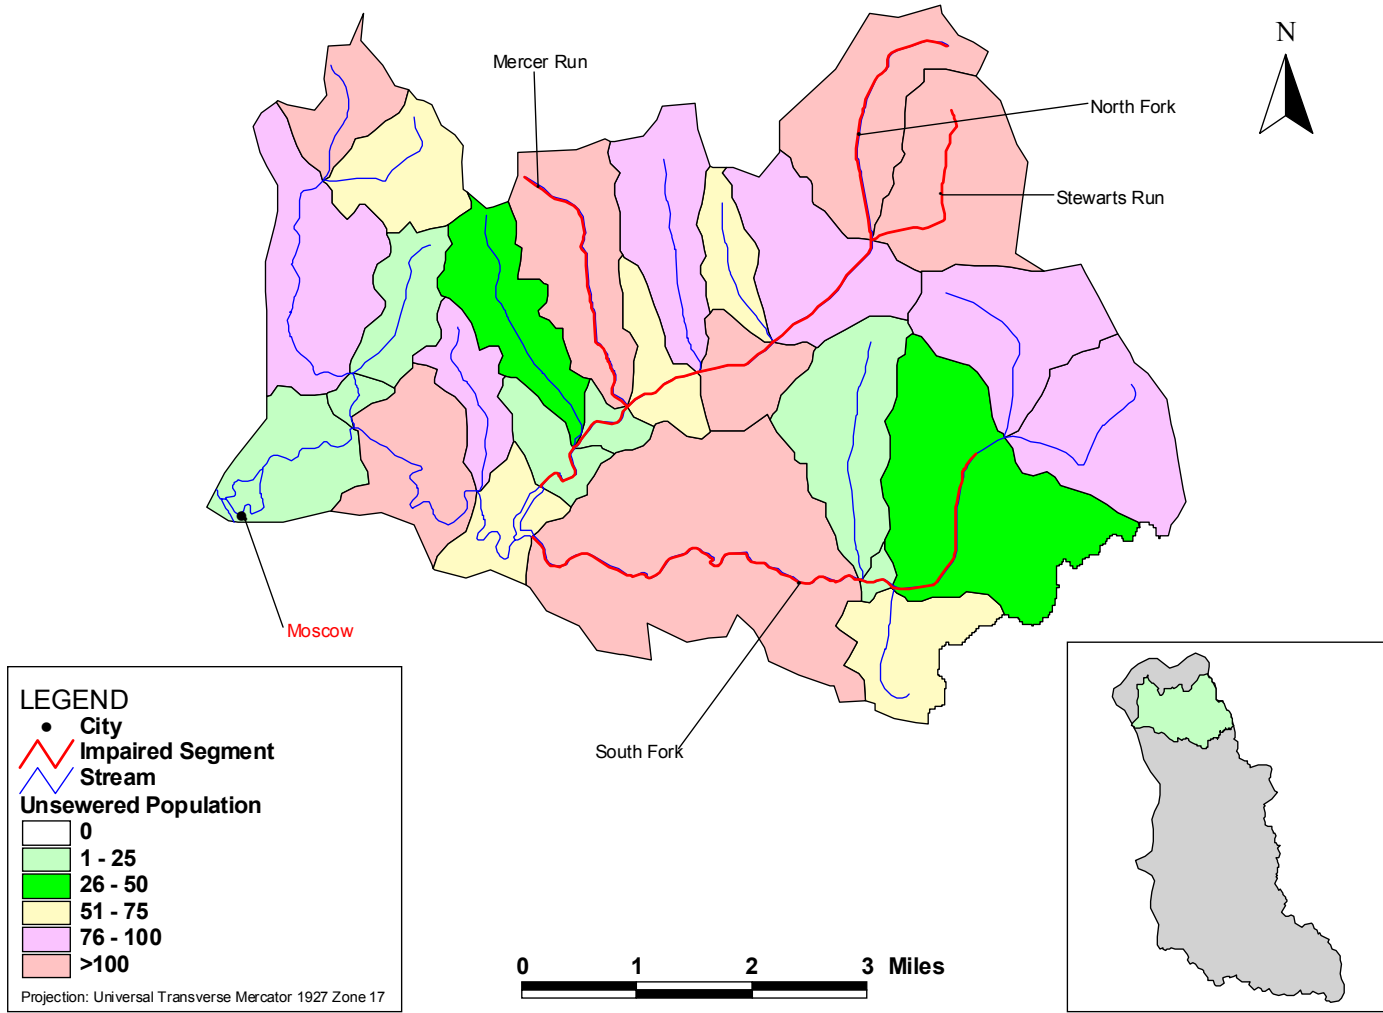 N
Mercer Run
North Fork
Stewarts Run
Moscow
South Fork
LEGEND
City
Impaired Segment
Stream
Unsewered Population
0
1 - 25
26 - 50
51 - 75
76 - 100
>100
Projection: Universal Transverse Mercator 1927 Zone 17
0 1 2 3 Miles